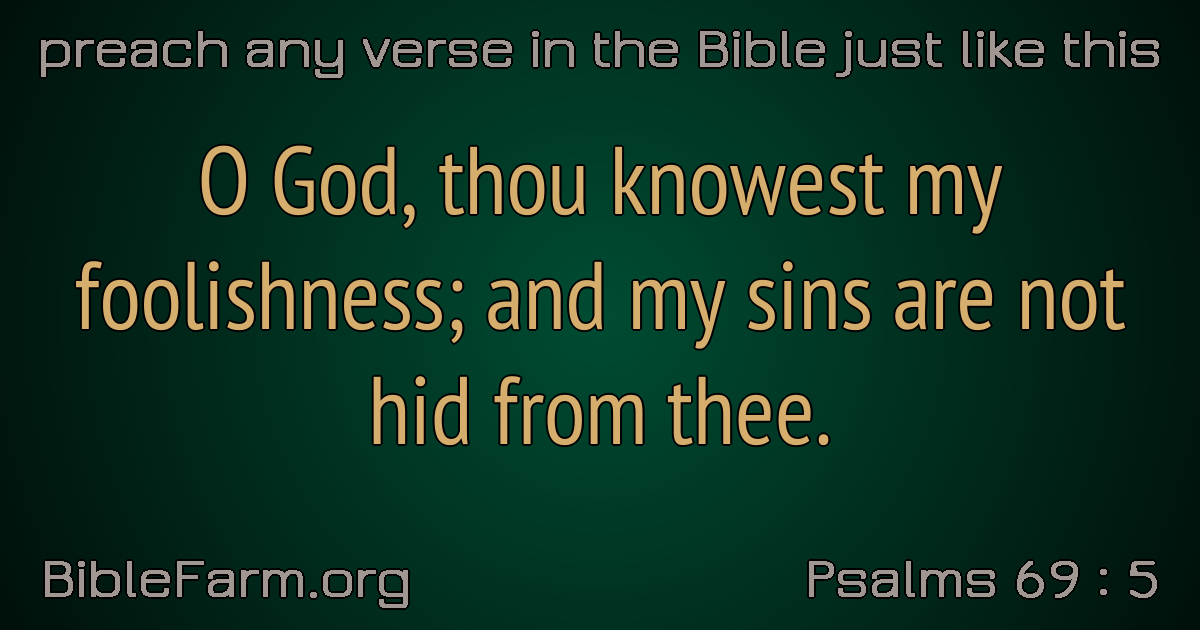 preach any verse in the Bible just like this
O God, thou knowest my
foolishness; and my sins are not
hid from thee.
BibleFarm.org
Psalms 69 : 5